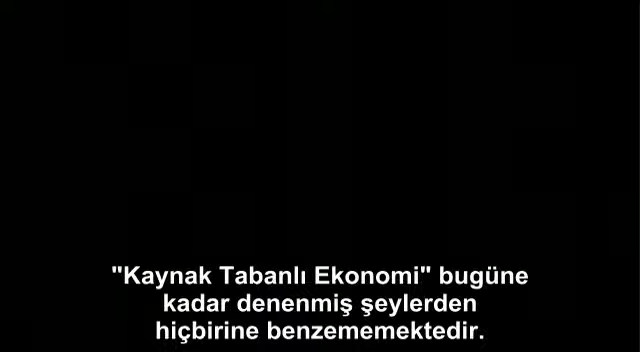 "Kaynak Tabanlı Ekonomi" bugüne
kadar denenmiş şeylerden
hiçbirine benzememektedir.